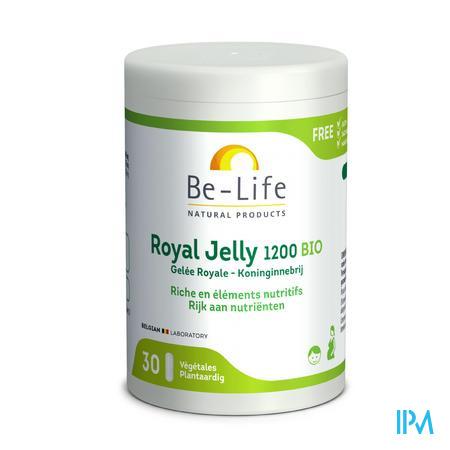 FREE
Be-Life
NATURAL PRODUCTS
Royal Jelly 1200 BIO
Gelée Royale - Koninginnebrij
Riche en éléments nutritifs
Rijk aan nutriënten
BELGIAN LABORATORY
30 Végétales
Plantaardig
IPM